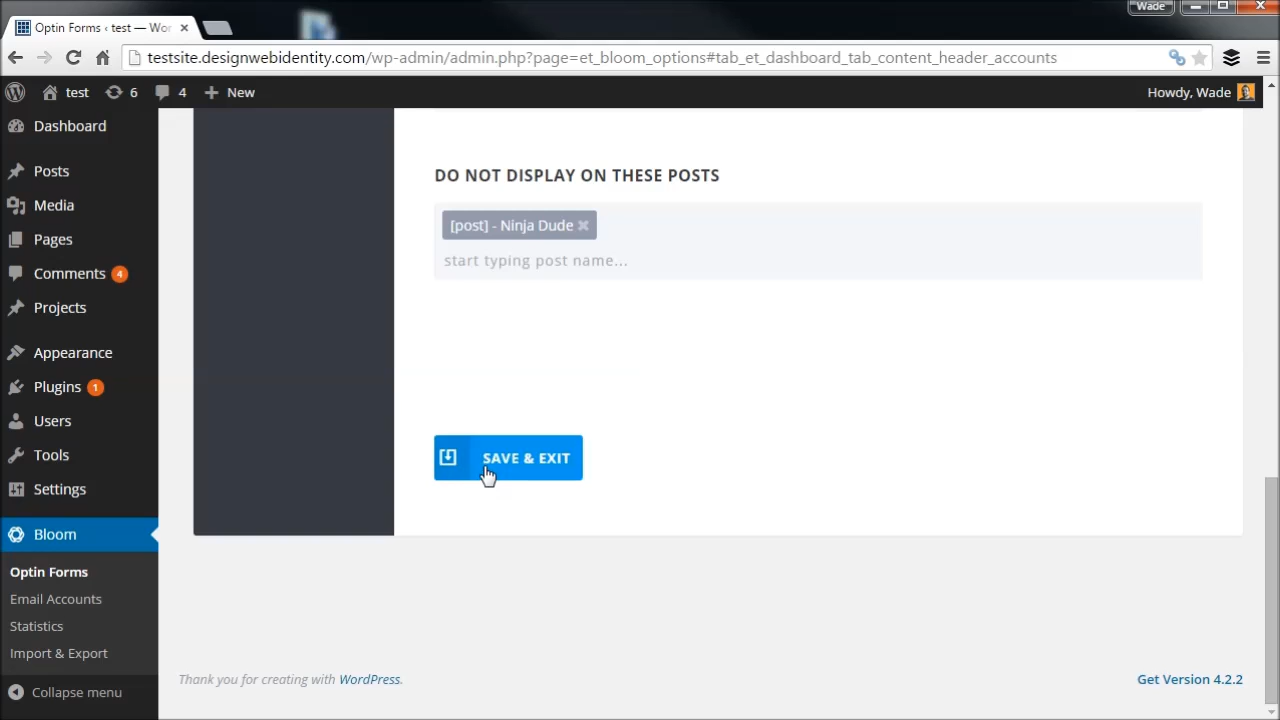 Wade
Optin Forms ‹ test — Wor
testsite.designwebidentity.com/wp-admin/admin.php?page=et_bloom_options#tab_et_dashboard_tab_content_header_accounts
test 6 4 + New Howdy, Wade
Dashboard
Posts
Media
Pages
Comments 4
Projects
Appearance
Plugins 1
Users
Tools
Settings
Bloom
Optin Forms
Email Accounts
Statistics
Import & Export
Collapse menu
DO NOT DISPLAY ON THESE POSTS
[post] - Ninja Dude
start typing post name...
SAVE & EXIT
Thank you for creating with WordPress.
Get Version 4.2.2